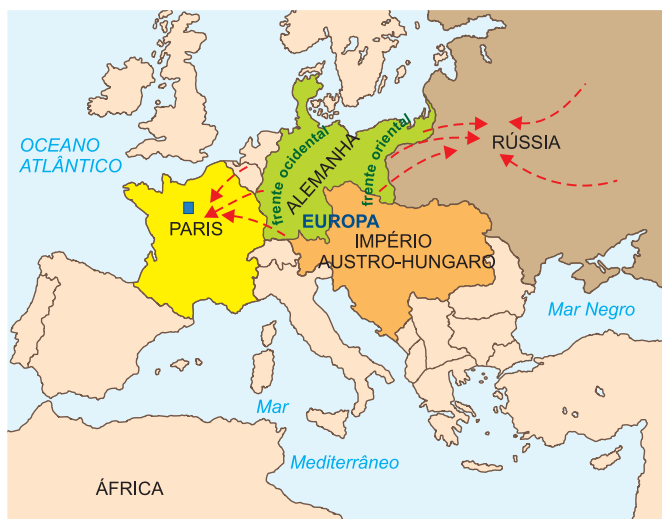 OCEANO
ATLÂNTICO
frente ocidental
ALEMANHA
frente oriental
RÚSSIA
PARIS
EUROPA
IMPÉRIO
AUSTRO-HUNGARO
Mar Negro
Mar
Mediterrâneo
ÁFRICA